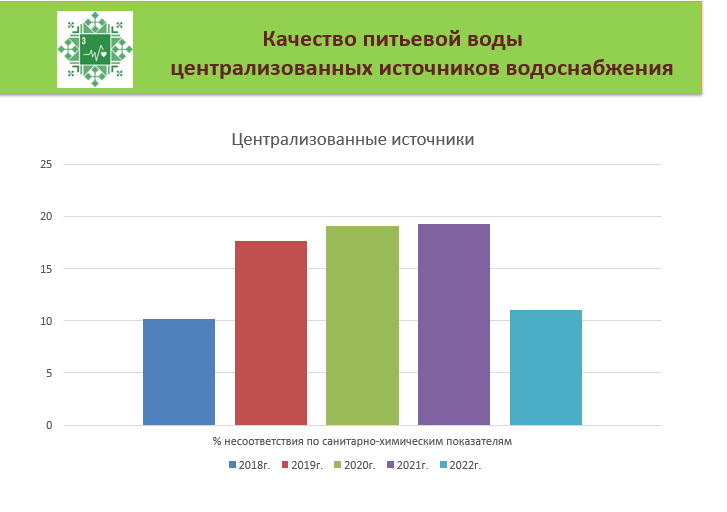 3
Качество питьевой воды
централизованных источников водоснабжения
Централизованные источники
25
20
15
10
5
0
% несоответствия по санитарно-химическим показателям
2018г. 2019г. 2020г. 2021г. 2022г.